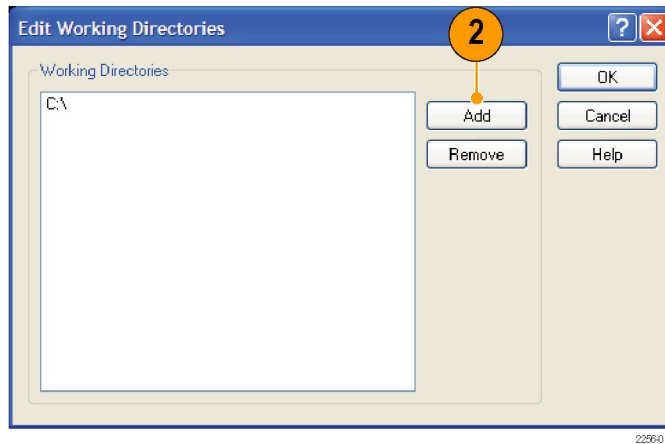 Edit Working Directories
2
Working Directories
OK
C:\
Add
Cancel
Remove
Help
2256-0